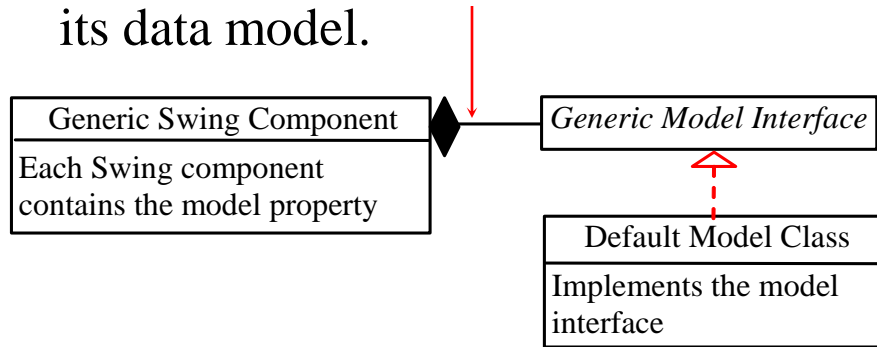 its data model.
Generic Swing Component
Each Swing component
contains the model property
Generic Model Interface
Default Model Class
Implements the model
interface